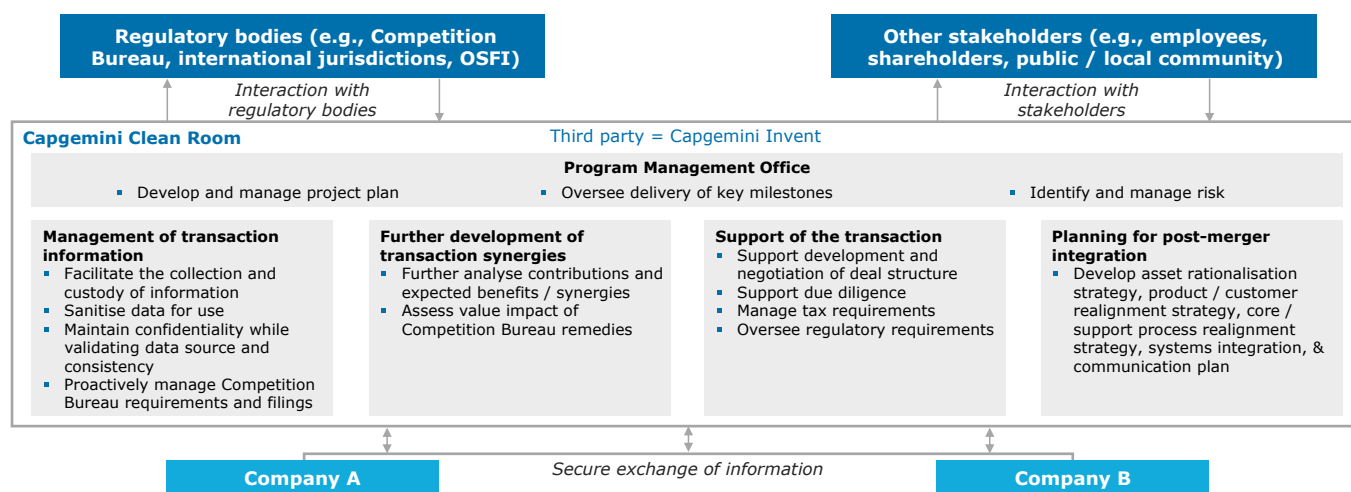 Regulatory bodies (e.g., Competition
Bureau, international jurisdictions, OSFI)
Other stakeholders (e.g., employees,
shareholders, public / local community)
Interaction with
regulatory bodies
Interaction with
stakeholders
Capgemini Clean Room
Third party = Capgemini Invent
Program Management Office
▪ Develop and manage project plan
▪ Oversee delivery of key milestones
▪ Identify and manage risk
Management of transaction
information
▪ Facilitate the collection and
custody of information
▪ Sanitise data for use
▪ Maintain confidentiality while
validating data source and
consistency
▪ Proactively manage Competition
Bureau requirements and filings
Further development of
transaction synergies
▪ Further analyse contributions and
expected benefits / synergies
▪ Assess value impact of
Competition Bureau remedies
Support of the transaction
▪ Support development and
negotiation of deal structure
▪ Support due diligence
▪ Manage tax requirements
▪ Oversee regulatory requirements
Planning for post-merger
integration
▪ Develop asset rationalisation
strategy, product / customer
realignment strategy, core /
support process realignment
strategy, systems integration, &
communication plan
Company A
Secure exchange of information
Company B